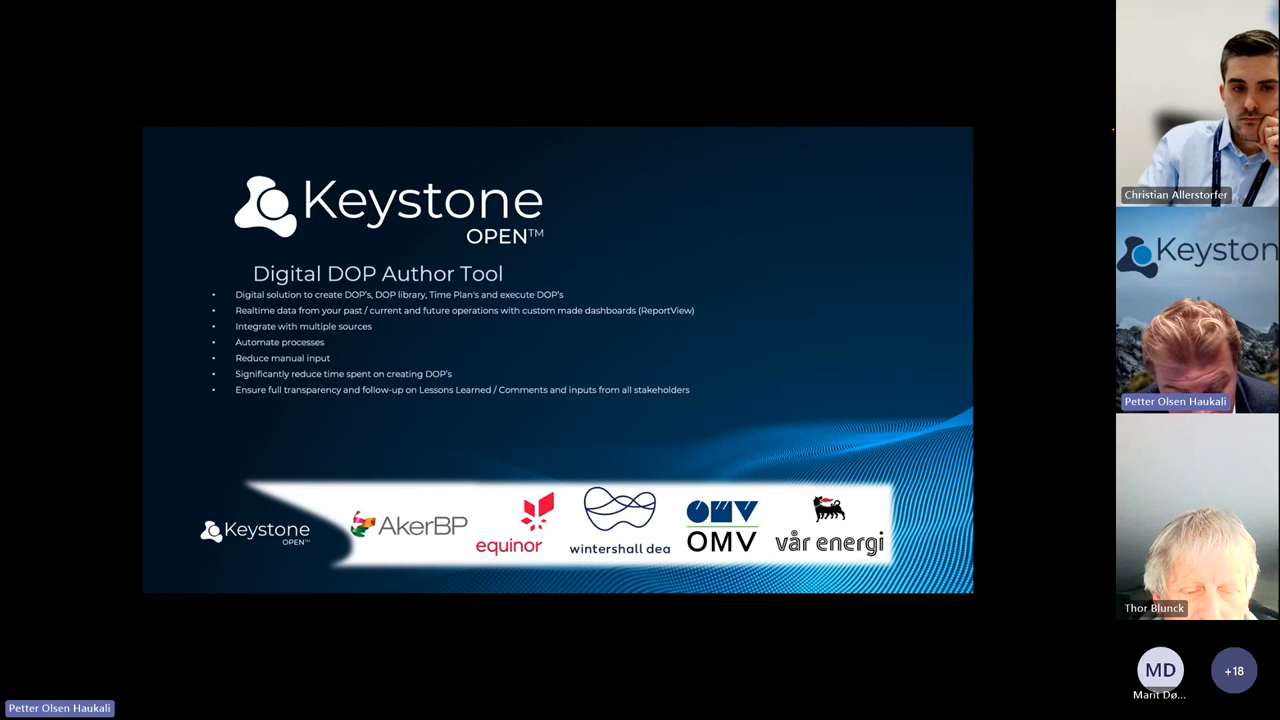 Keystone
OPEN™
Digital DOP Author Tool
• Digital solution to create DOP's, DOP library, Time Plan's and execute DOP's
• Realtime data from your past / current and future operations with custom made dashboards (ReportView)
• Integrate with multiple sources
• Automate processes
• Reduce manual input
• Significantly reduce time spent on creating DOP's
• Ensure full transparency and follow-up on Lessons Learned / Comments and inputs from all stakeholders
Keystone
OPEN™
AkerBP
equinor
wintershall dea
OMV
OMV
vår energi
Christian Allerstorfer
Keyston
Petter Olsen Haukali
Thor Blunck
MD
+18
Marit Dø...
Petter Olsen Haukali